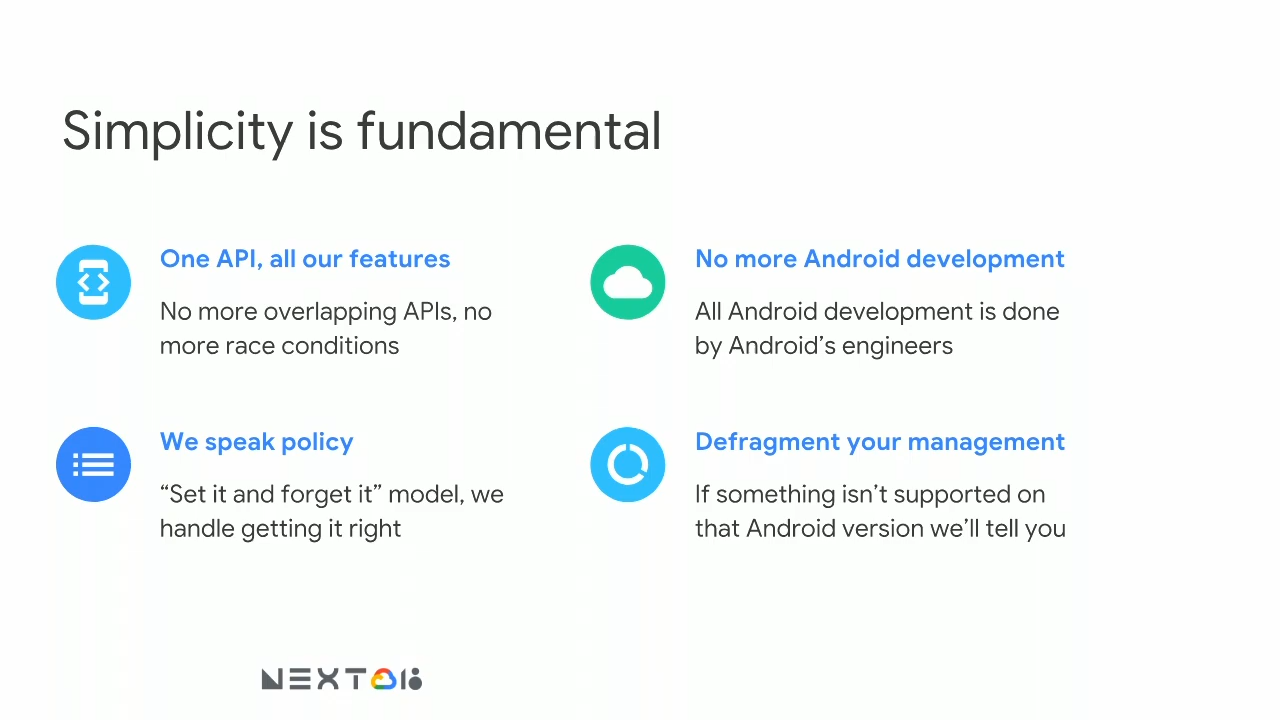 Simplicity is fundamental
One API, all our features
No more overlapping APIs, no
more race conditions
No more Android development
All Android development is done
by Android’s engineers
We speak policy
“Set it and forget it” model, we
handle getting it right
Defragment your management
If something isn’t supported on
that Android version we’ll tell you
NEXT 18